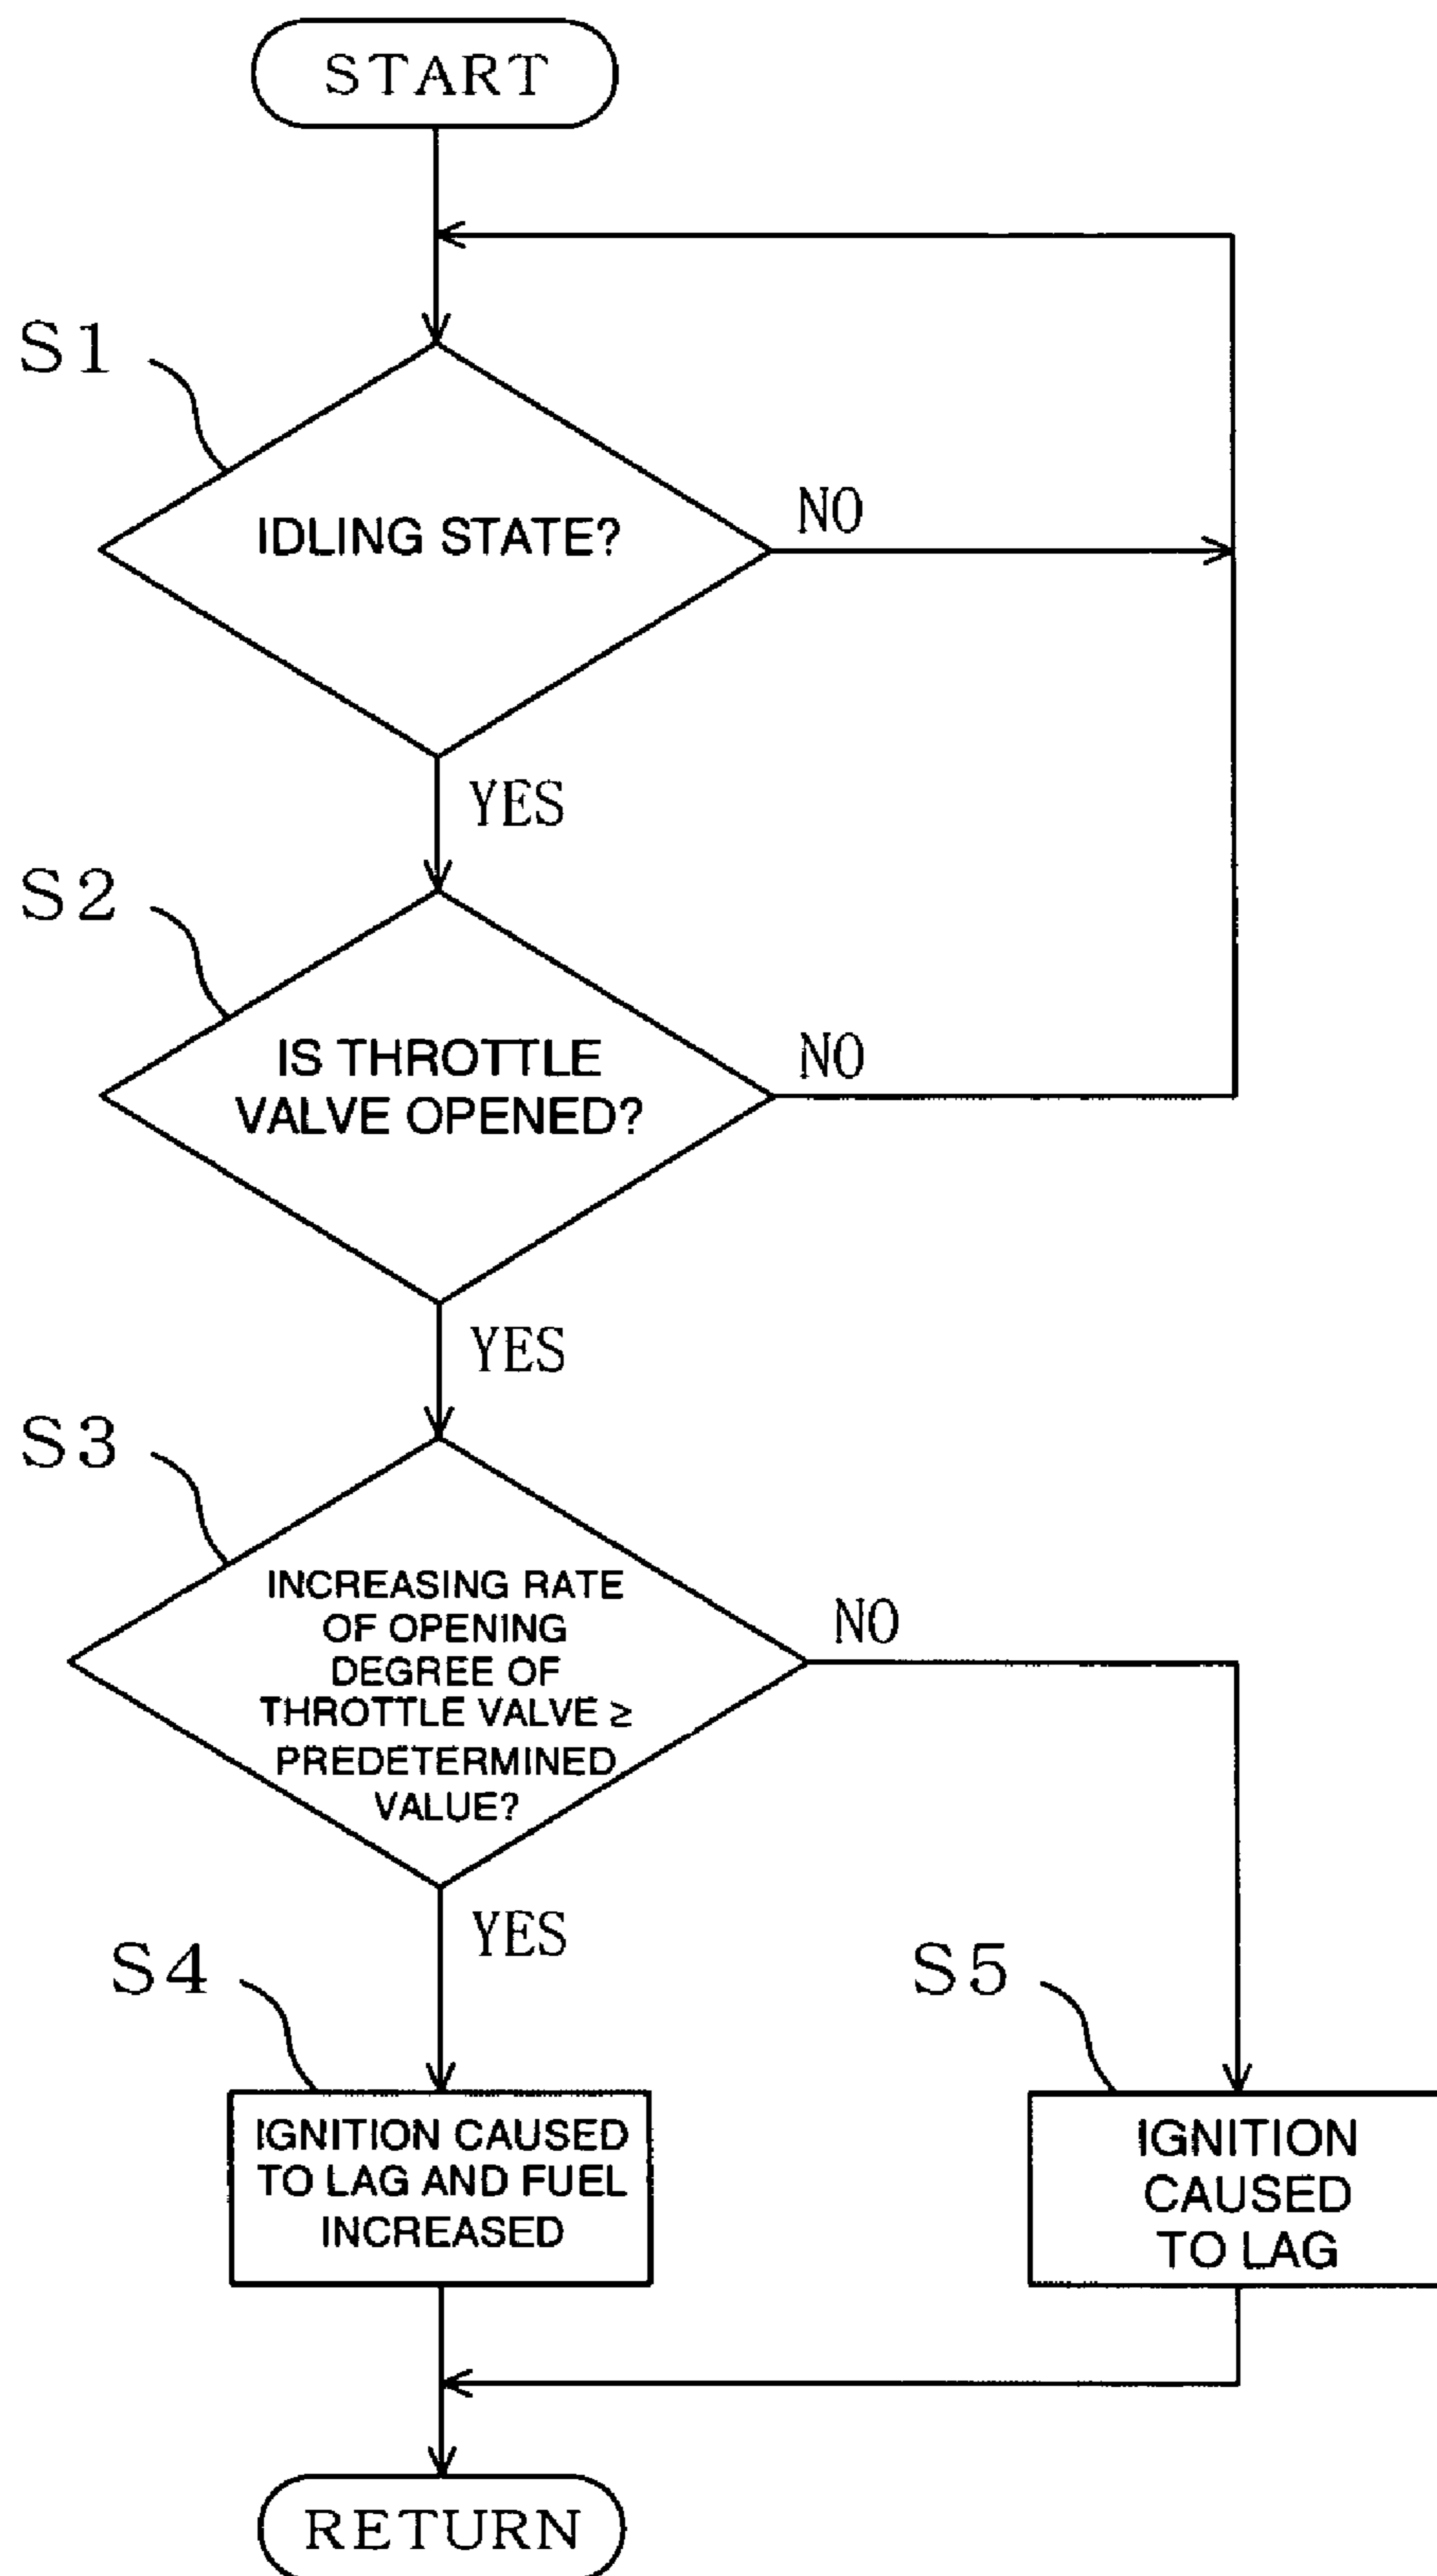 START
S1
IDLING STATE?
NO
YES
S2
IS THROTTLE
VALVE OPENED?
NO
YES
S3
INCREASING RATE
OF OPENING
DEGREE OF
THROTTLE VALVE ≥
PREDETERMINED
VALUE?
NO
YES
S4
IGNITION CAUSED
TO LAG AND FUEL
INCREASED
S5
IGNITION
CAUSED
TO LAG
RETURN